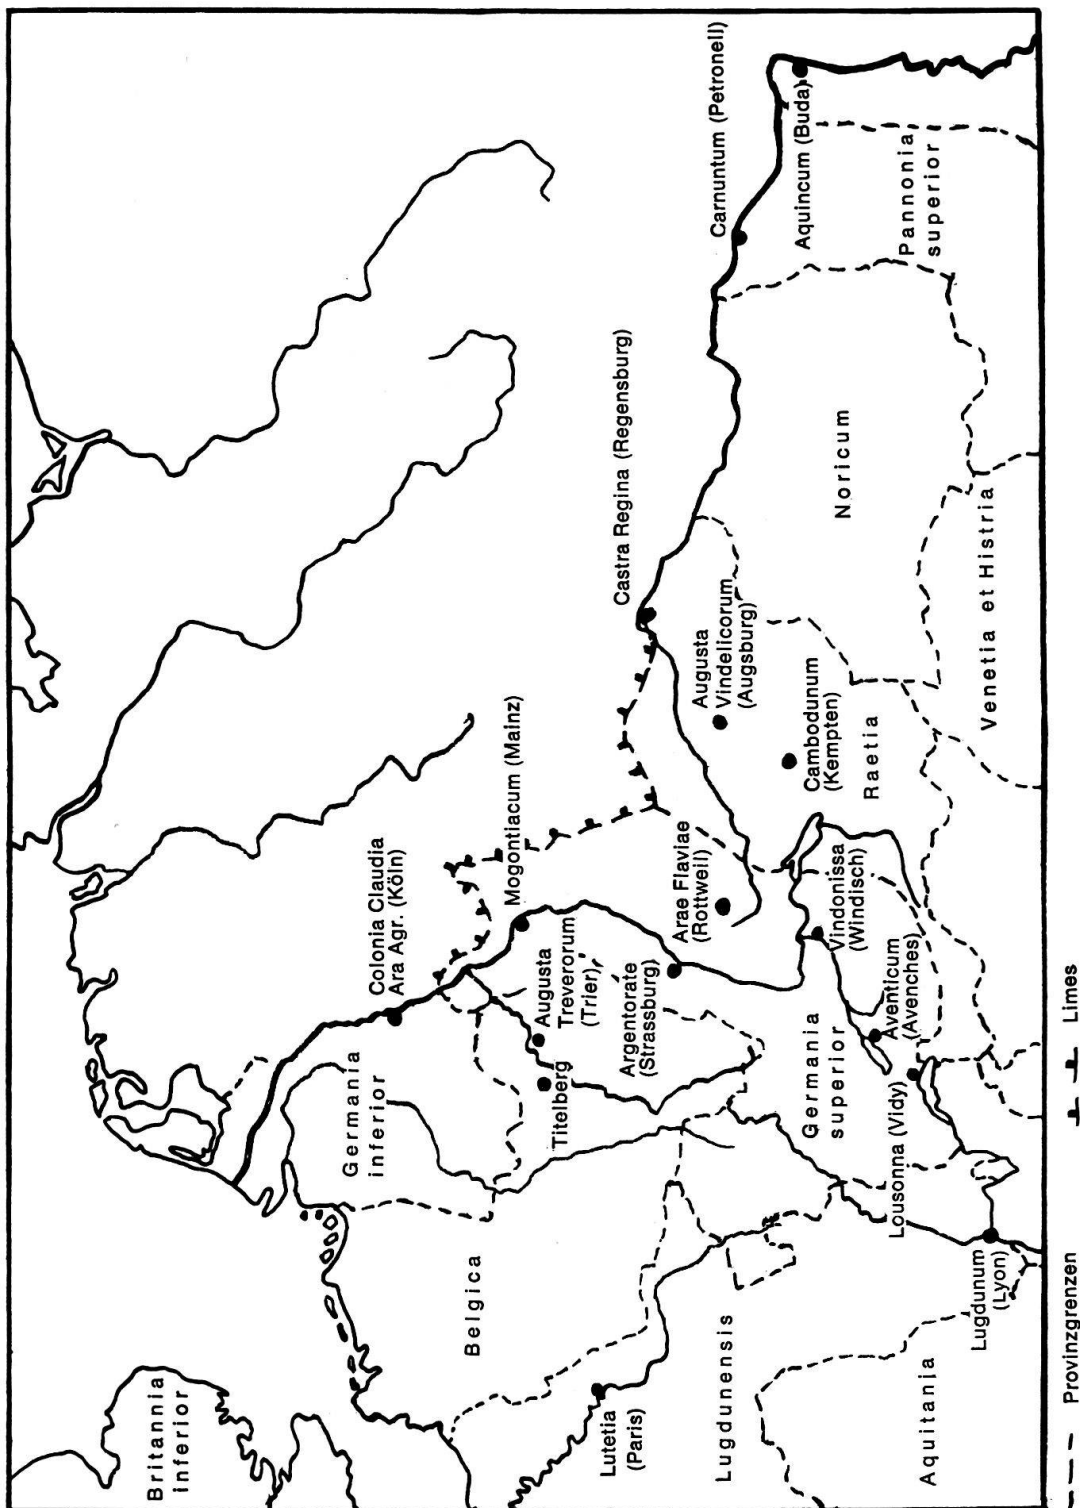 Britannia
inferior
Belgica
Germania
inferior
Colonia Claudia
Ara Agr. (Köln)
Mogontiacum (Mainz)
Augusta
Treverorum
(Trier)
Titelberg
Argentorate
(Strassburg)
Arae Flaviae
(Rottweil)
Castra Regina (Regensburg)
Augusta
Vindelicorum
(Augsburg)
Cambodunum
(Kempten)
Raetia
Carnuntum (Petronell)
Aquincum (Buda)
Pannonia
superior
Noricum
Venetia et Histria
Vindonissa
(Windisch)
Aventicum
(Avenches)
Germania
superior
Lousonna (Vidy)
Lutetia
(Paris)
Lugdunensis
Aquitania
Lugdunum
(Lyon)
Provinzgrenzen
Limes